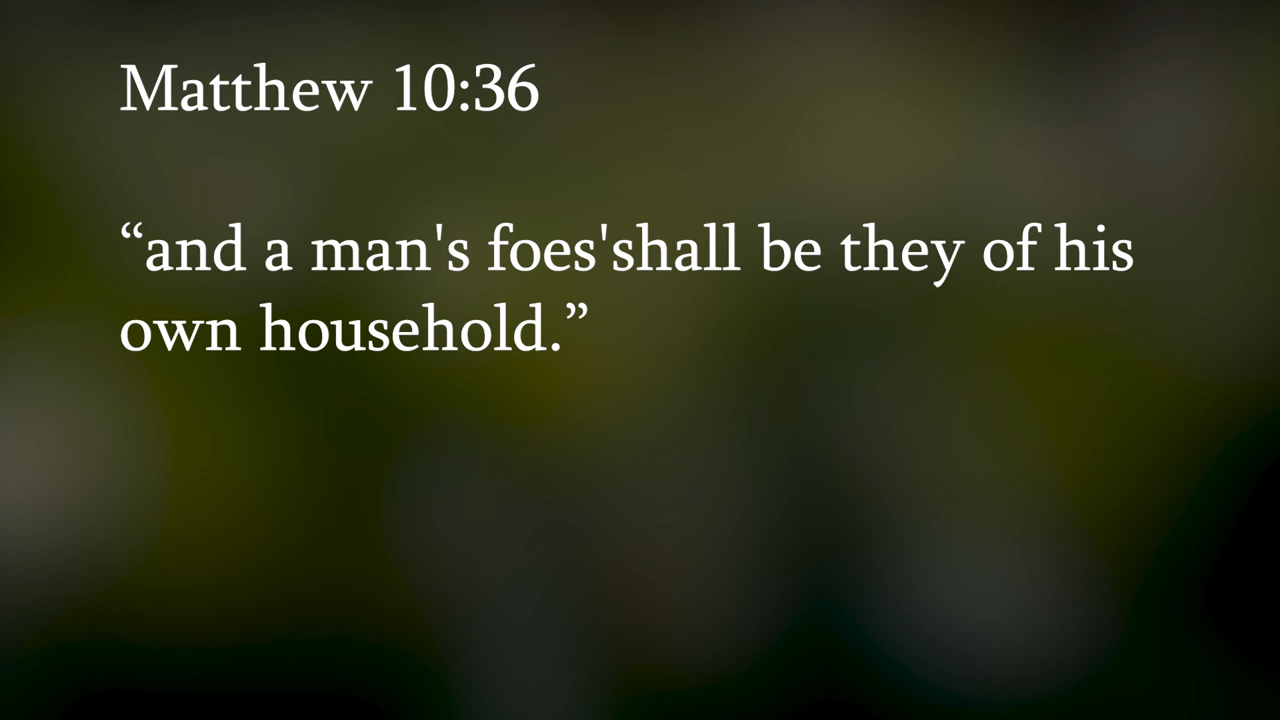 Matthew 10:36
“and a man's foes'shall be they of his
own household.”